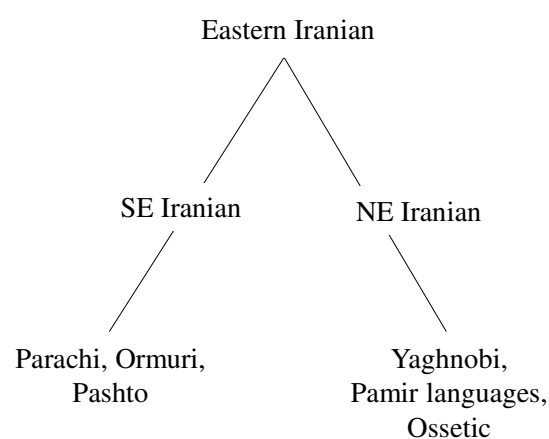 Eastern Iranian
SE Iranian
NE Iranian
Parachi, Ormuri,
Pashto
Yaghnobi,
Pamir languages,
Ossetic